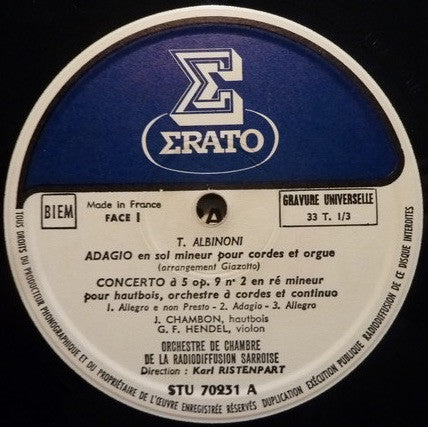 ΣRATO
BIEM
Made in France
FACE I
A
GRAVURE UNIVERSELLE
33 T. 1/3
T. ALBINONI
ADAGIO en sol mineur pour cordes et orgue
(arrangement Giazotto)
CONCERTO à 5 op. 9 nº 2 en ré mineur
pour hautbois, orchestre à cordes et continuo
1. Allegro e non Presto - 2. Adagio - 3. Allegro
J. CHAMBON, hautbois
G. F. HENDEL, violon
ORCHESTRE DE CHAMBRE
DE LA RADIODIFFUSION SARROISE
Direction : Karl RISTENPART
STU 70231 A
TOUS DROITS DU PRODUCTEUR PHONOGRAPHIQUE ET DU PROPRIÉTAIRE DE L'ŒUVRE ENREGISTRÉE RÉSERVÉS DUPLICATION EXÉCUTION PUBLIQUE RADIODIFFUSION DE CE DISQUE INTERDITES